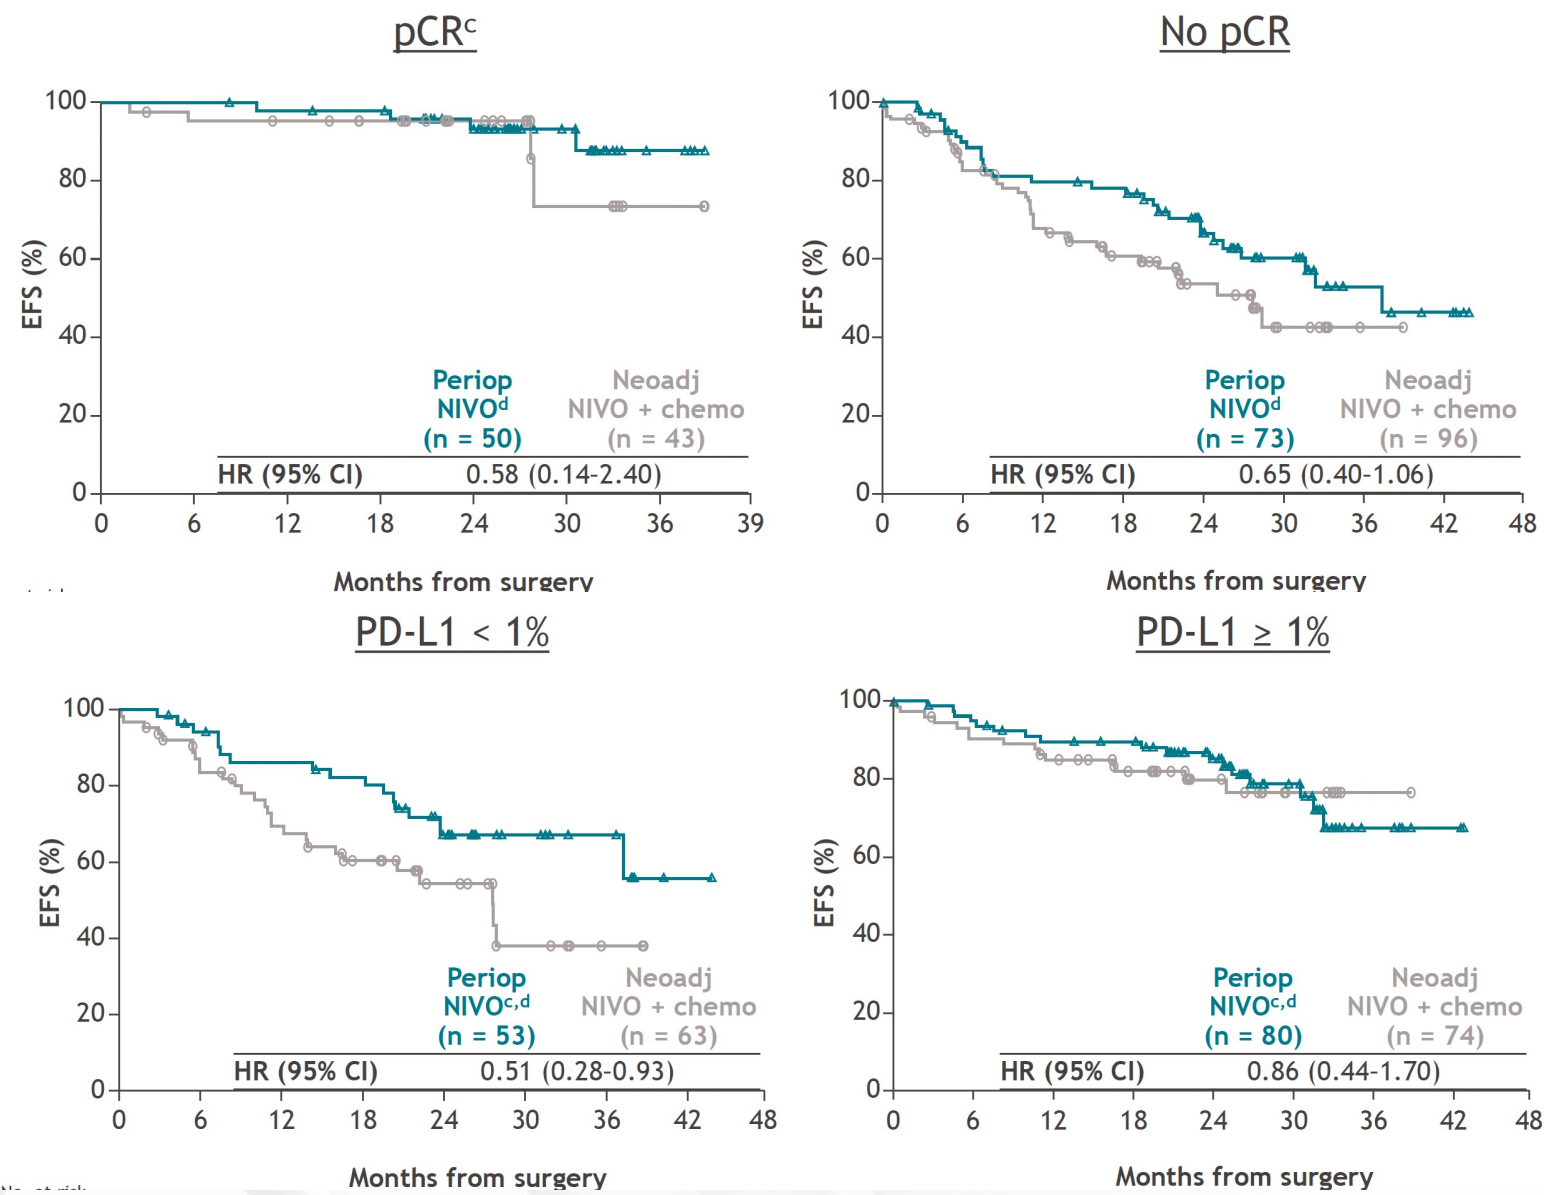 pCRᶜ
100
80
60
40
20
0
EFS (%)
Periop
NIVOᵈ
(n = 50)
Neoadj
NIVO + chemo
(n = 43)
HR (95% CI) 0.58 (0.14-2.40)
0 6 12 18 24 30 36 39
Months from surgery
No pCR
100
80
60
40
20
0
EFS (%)
Periop
NIVOᵈ
(n = 73)
Neoadj
NIVO + chemo
(n = 96)
HR (95% CI) 0.65 (0.40-1.06)
0 6 12 18 24 30 36 42 48
Months from surgery
PD-L1 < 1%
100
80
60
40
20
0
EFS (%)
Periop
NIVOᶜ,ᵈ
(n = 53)
Neoadj
NIVO + chemo
(n = 63)
HR (95% CI) 0.51 (0.28-0.93)
0 6 12 18 24 30 36 42 48
Months from surgery
PD-L1 ≥ 1%
100
80
60
40
20
0
EFS (%)
Periop
NIVOᶜ,ᵈ
(n = 80)
Neoadj
NIVO + chemo
(n = 74)
HR (95% CI) 0.86 (0.44-1.70)
0 6 12 18 24 30 36 42 48
Months from surgery